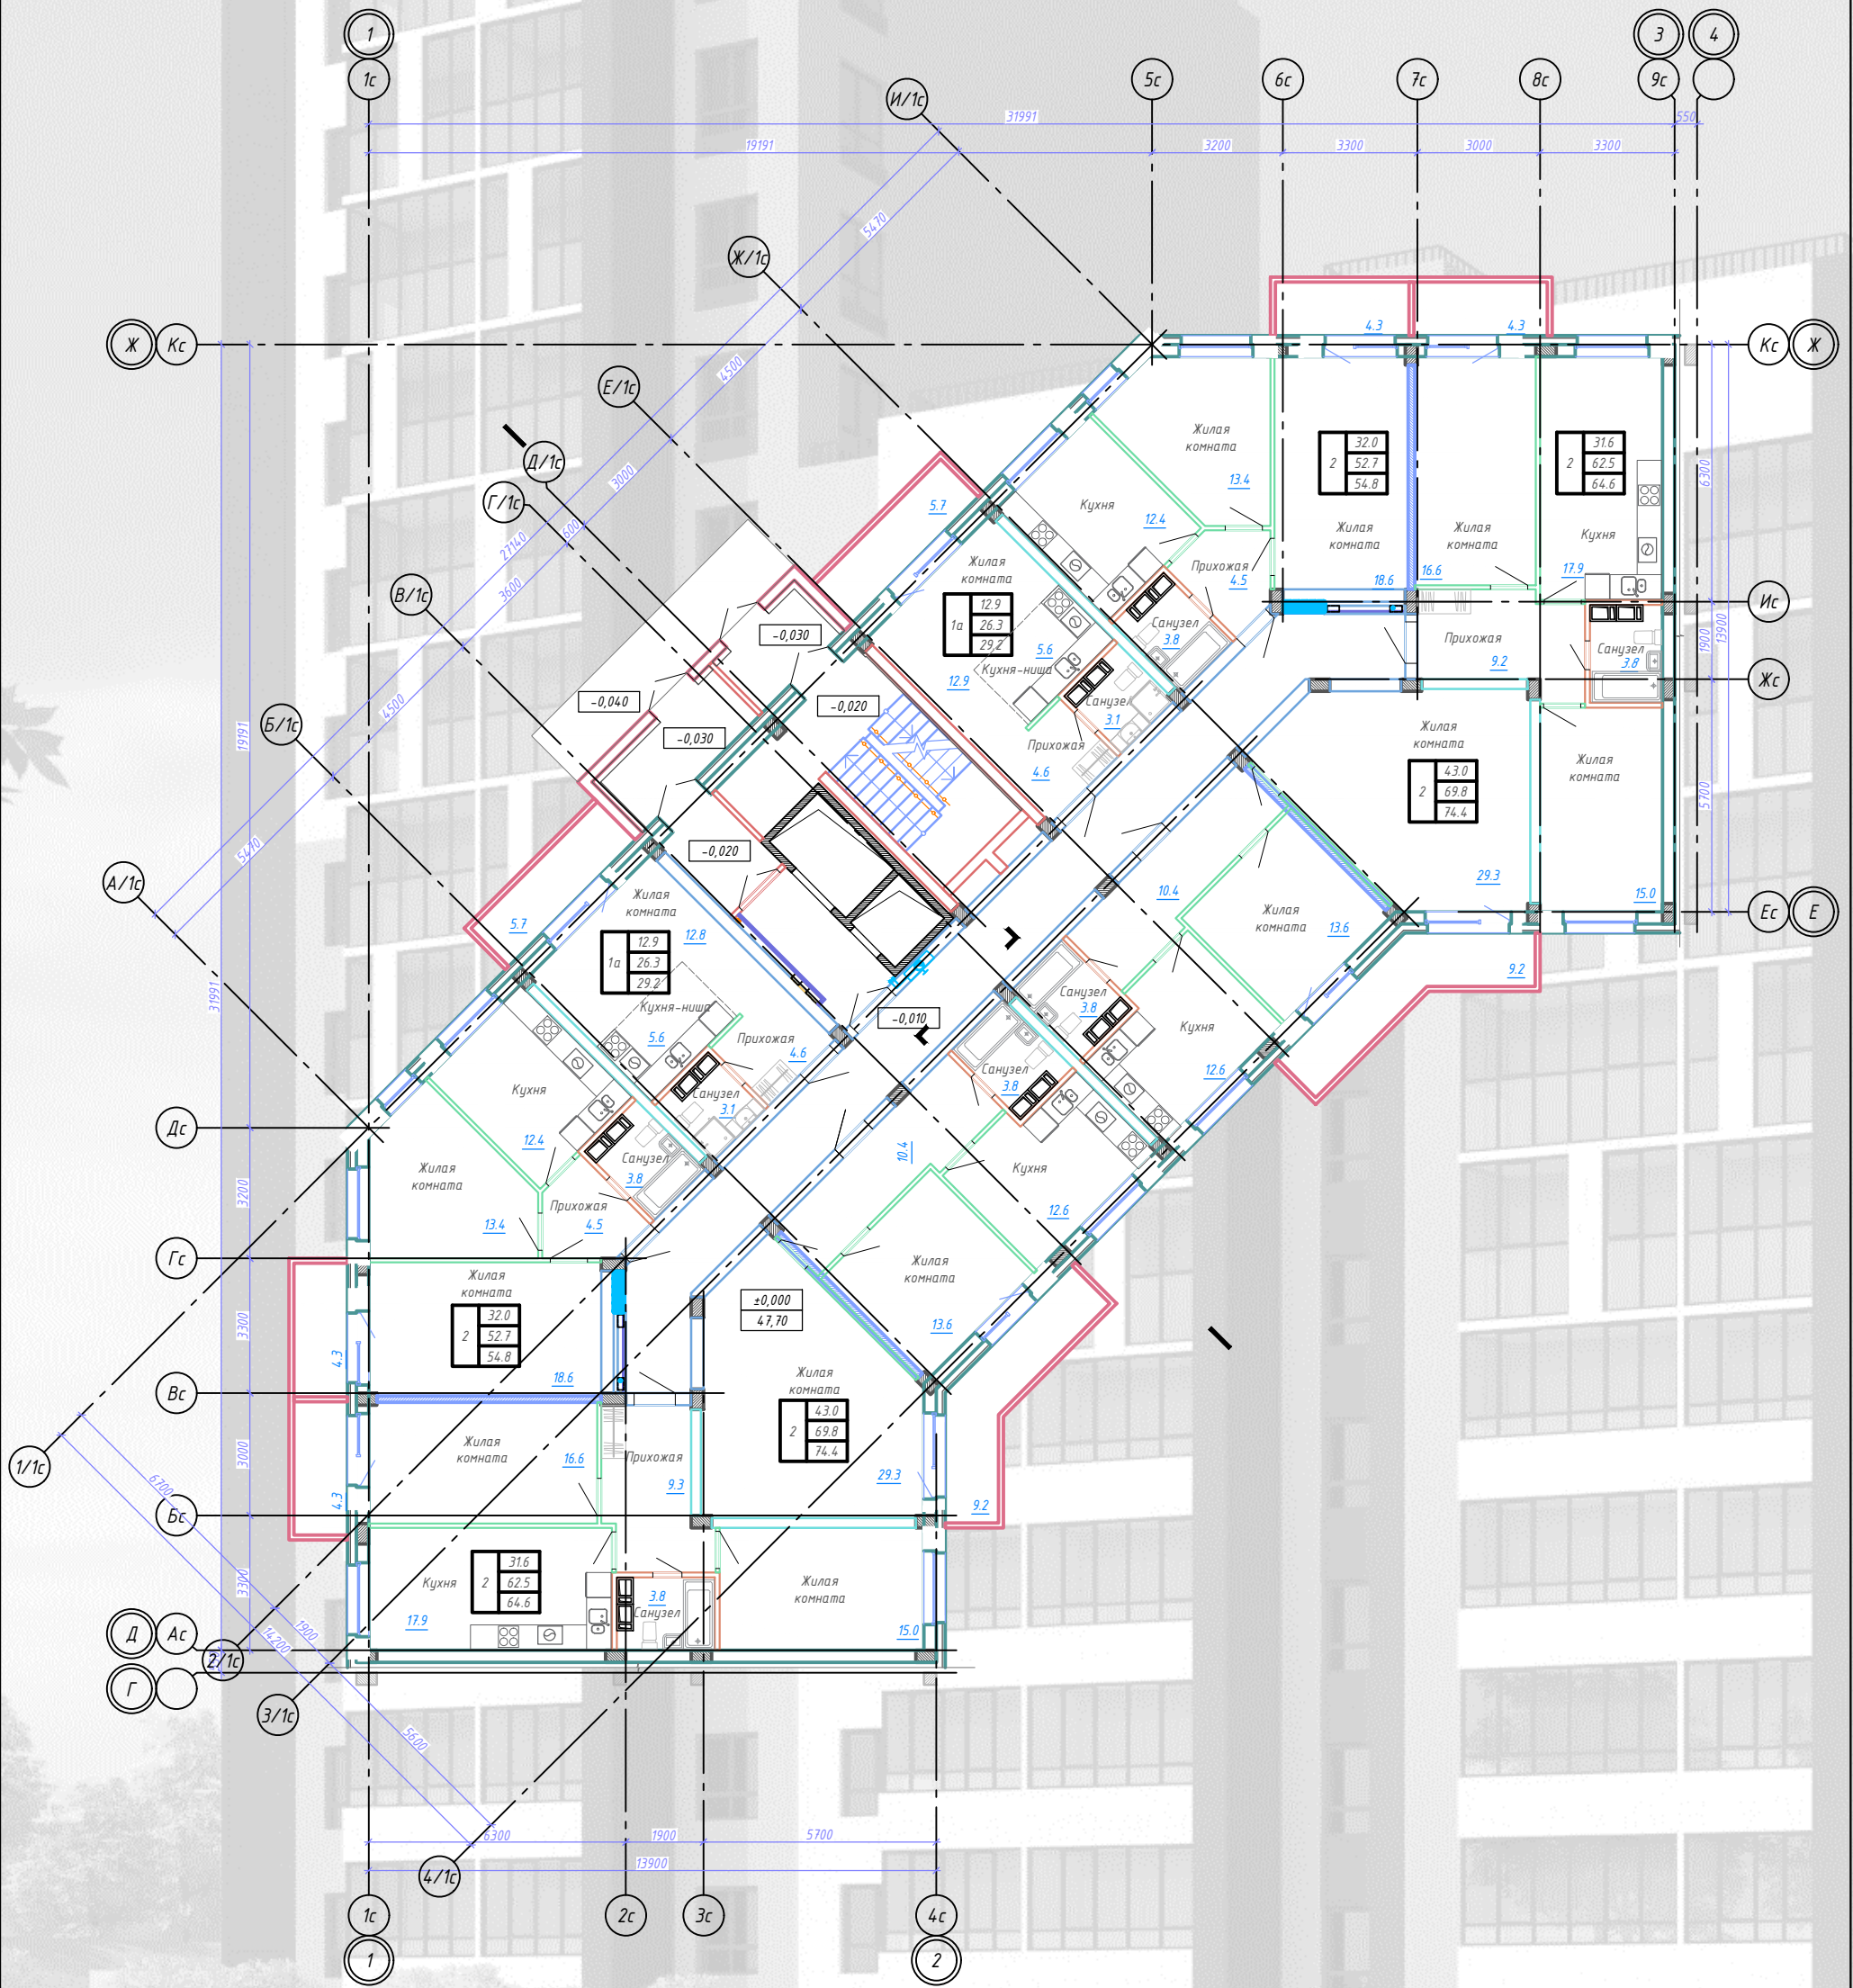 1
3
4
1с
5с
6с
7с
8с
9с
И/1с
31991
550
19191
3200
3300
3000
3300
5470
Ж/1с
4.3
4.3
Ж
Кс
Кс
Ж
4500
Е/1с
Жилая
комната
13.4
2
32.0
52.7
54.8
2
31.6
62.5
64.6
6300
Д/1с
3000
Г/1с
5.7
Кухня
12.4
Жилая
комната
18.6
Жилая
комната
16.6
Кухня
17.9
27140
600
3600
Жилая
комната
Прихожая
4.5
В/1с
1а
12.9
26.3
29.2
Ис
-0,030
Санузел
3.8
Прихожая
9.2
Санузел
3.8
1900
13900
5.6
Кухня-ниша
12.9
Жс
-0,040
-0,020
Санузел
3.1
4500
Б/1с
-0,030
Прихожая
4.6
Жилая
комната
Жилая
комната
19191
2
43.0
69.8
74.4
5700
5470
-0,020
А/1с
10.4
29.3
15.0
Жилая
комната
12.8
Жилая
комната
13.6
Ес
Е
5.7
1а
12.9
26.3
29.2
9.2
31991
Санузел
3.8
Кухня-ниша
5.6
-0,010
Кухня
Прихожая
4.6
12.6
Кухня
Санузел
3.8
Санузел
3.1
Дс
12.4
10.4
Санузел
3.8
Кухня
Жилая
комната
3200
Прихожая
13.4
4.5
12.6
Гс
Жилая
комната
Жилая
комната
±0,000
47,70
2
32.0
52.7
54.8
13.6
3300
4.3
18.6
Жилая
комната
Вс
2
43.0
69.8
74.4
Жилая
комната
16.6
Прихожая
9.3
3000
1/1с
6700
29.3
4.3
9.2
Бс
2
31.6
62.5
64.6
Кухня
17.9
3.8
Санузел
Жилая
комната
15.0
3300
Д
Ас
1900
14200
2/1с
Г
3/1с
5600
6300
1900
5700
13900
4/1с
1с
2с
3с
4с
1
2